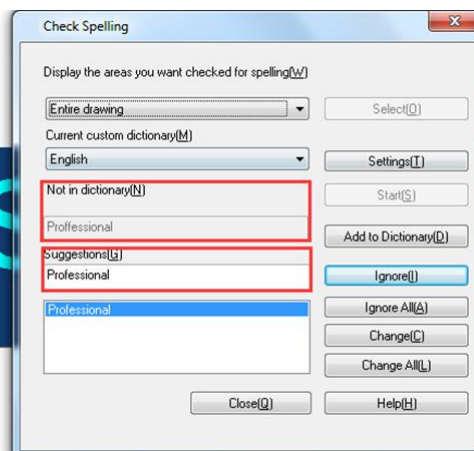 Check Spelling
Display the areas you want checked for spelling(W)
Entire drawing
Select(O)
Current custom dictionary(M)
English
Settings(T)
Not in dictionary(N)
Start(S)
Proffessional
Add to Dictionary(D)
Suggestions(G)
Professional
Ignore(I)
Professional
Ignore All(A)
Change(C)
Change All(L)
Close(Q)
Help(H)